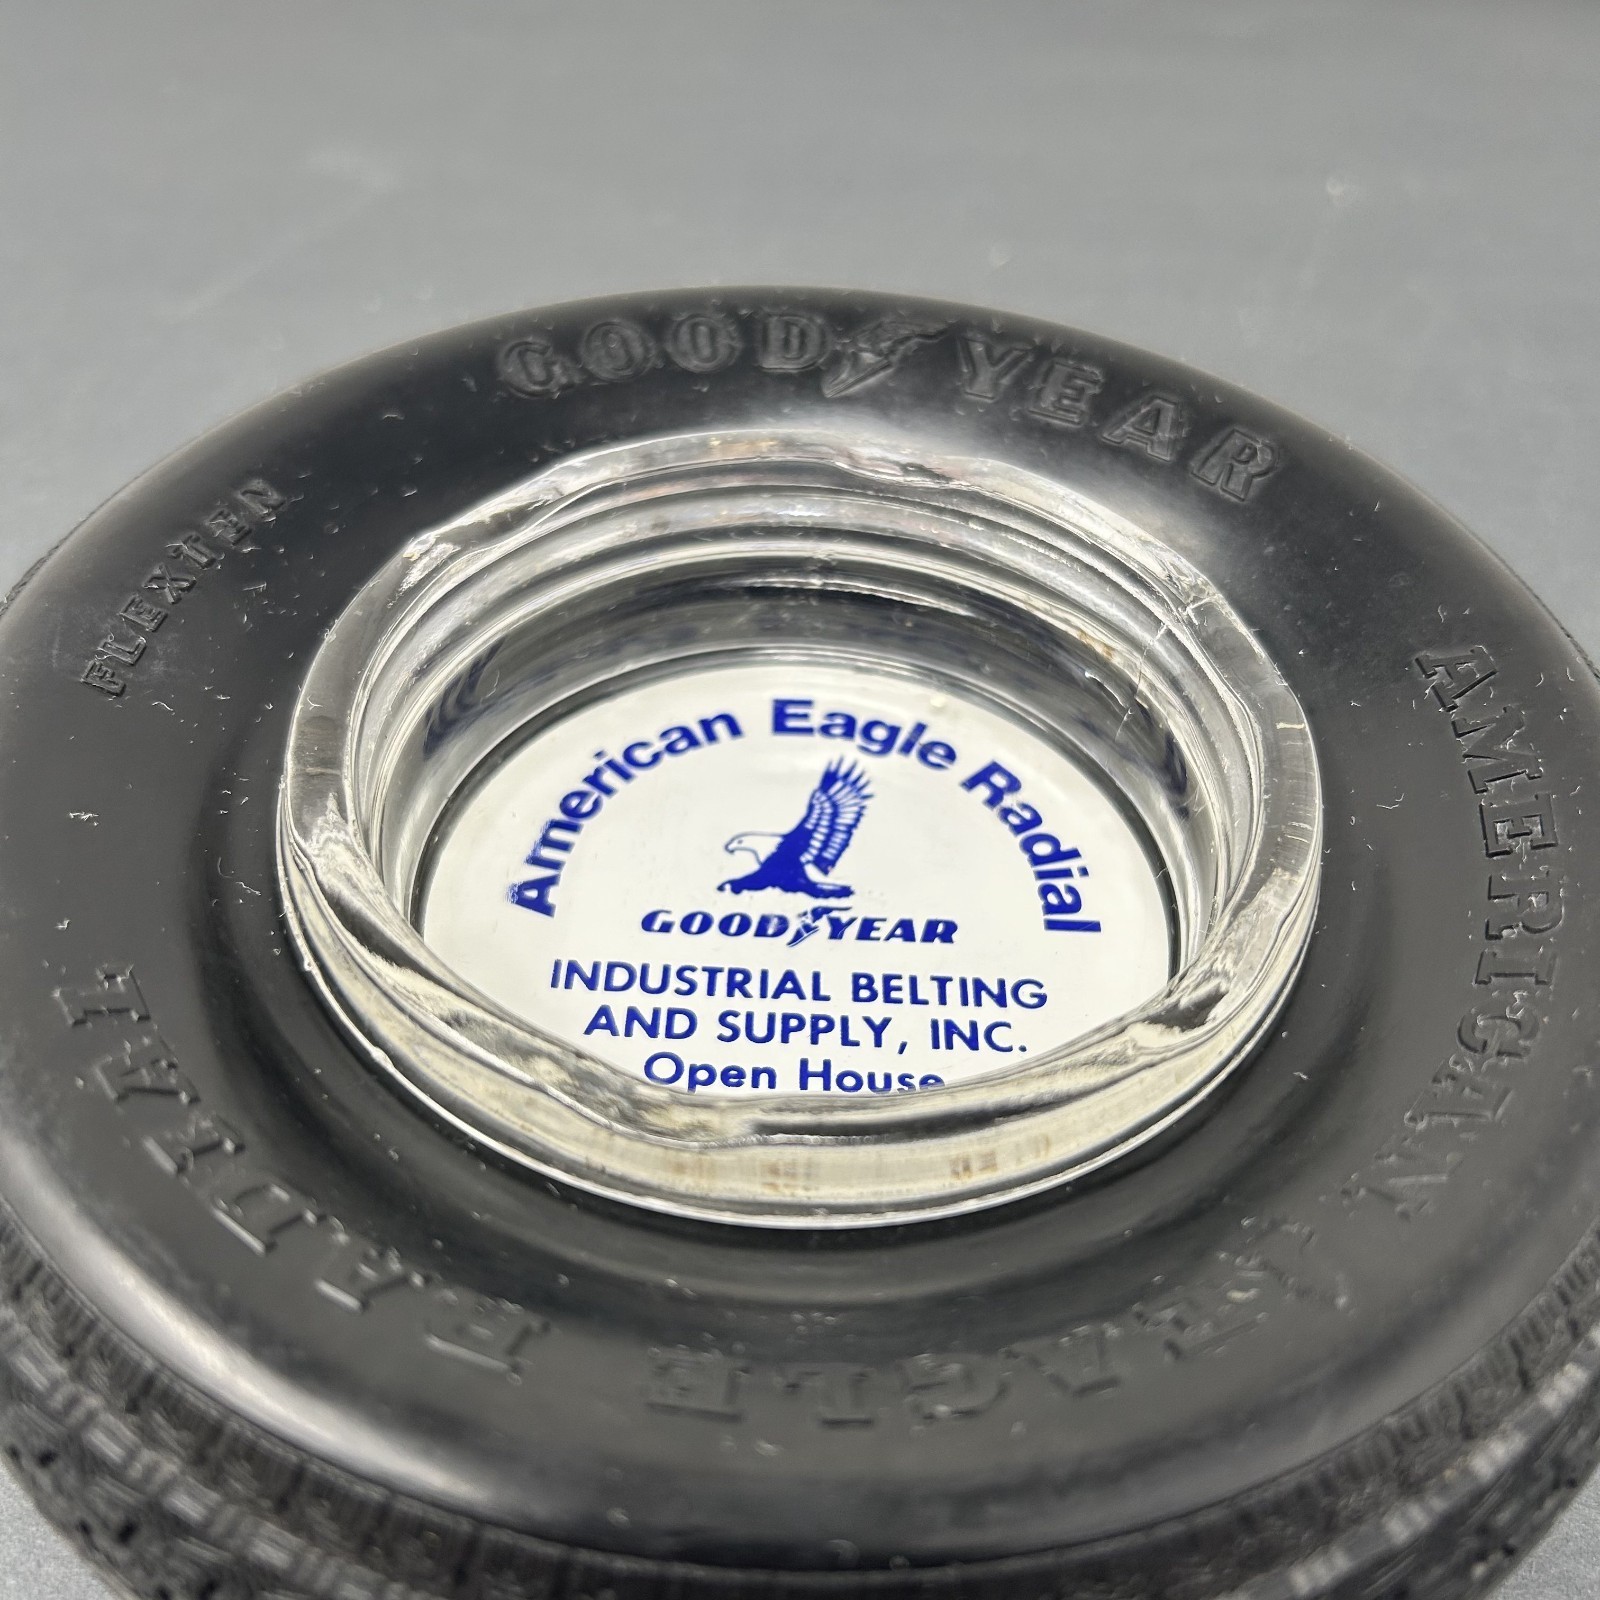 GOODYEAR
FLEXTEN
AMERICAN EAGLE RADIAL
American Eagle Radial
GOODYEAR
INDUSTRIAL BELTING
AND SUPPLY, INC.
Open House